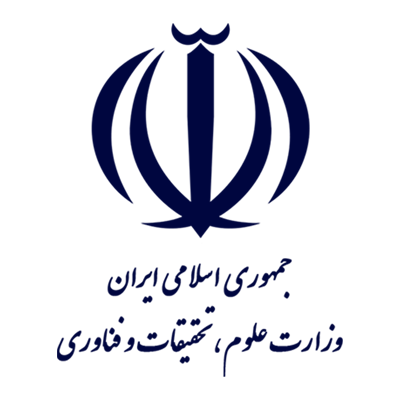 جمهوری اسلامی ایران
وزارت علوم، تحقیقات و فناوری